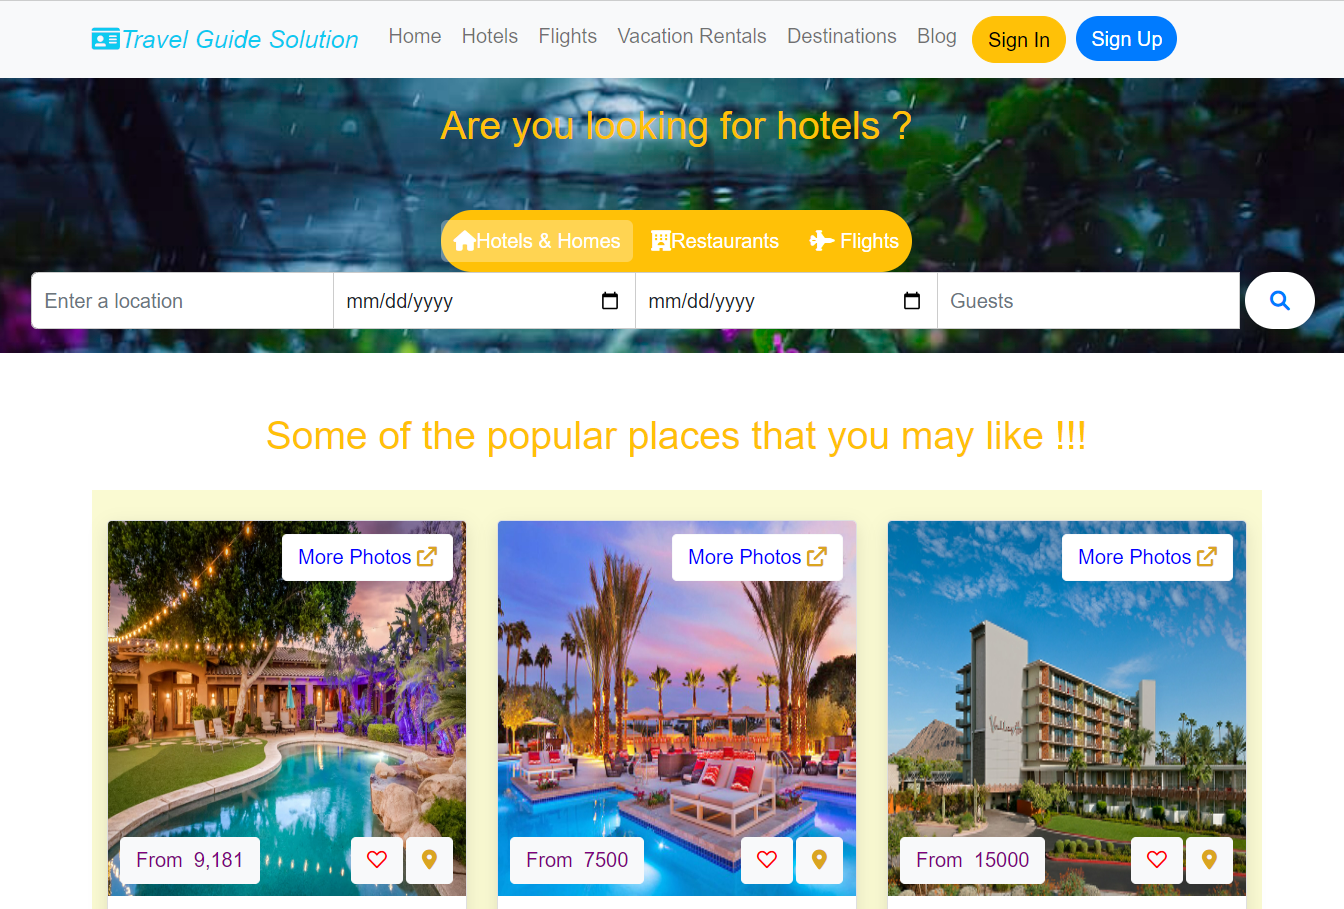 Travel Guide Solution
Home Hotels Flights Vacation Rentals Destinations Blog Sign In Sign Up
Are you looking for hotels ?
Hotels & Homes Restaurants Flights
Enter a location mm/dd/yyyy mm/dd/yyyy Guests
Some of the popular places that you may like !!!
More Photos More Photos More Photos
From 9,181 From 7500 From 15000